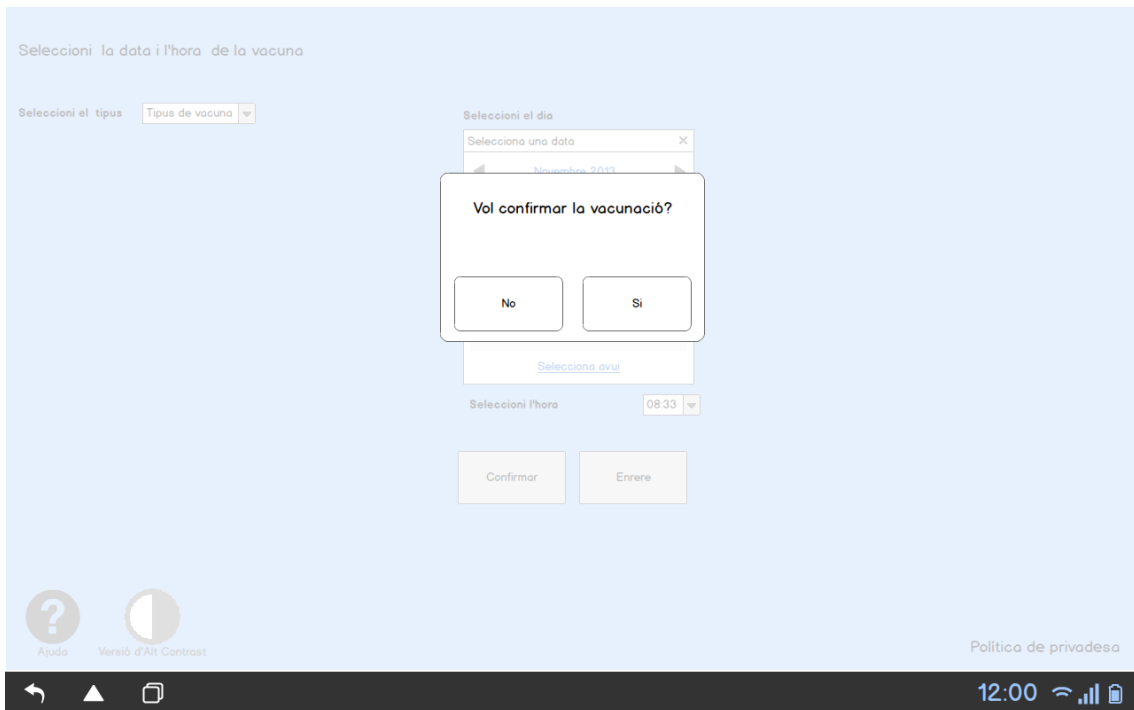 Seleccioni la data i l'hora de la vacuna
Seleccioni el tipus
Tipus de vacuna
Seleccioni el dia
Selecciona una data
Novembre 2013
Vol confirmar la vacunació?
No
Si
Selecciona avui
Seleccioni l'hora
08:33
Confirmar
Enrere
Ajuda
Versió d'Alt Contrast
Política de privadesa
12:00